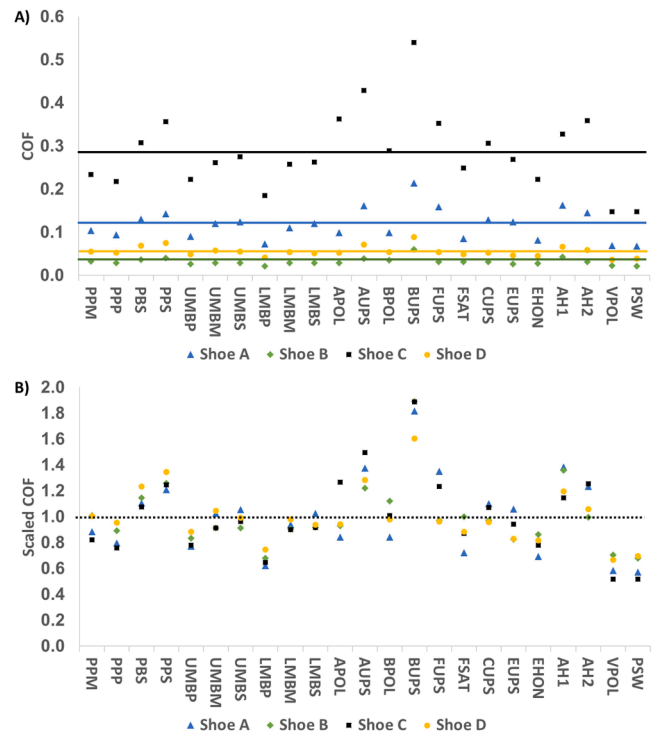 A)
COF
0.6
0.5
0.4
0.3
0.2
0.1
0.0
PPM PPP PBS PPS UMBP UMBM UMBS LMBP LMBM LMBS APOL AUPS BPOL BUPS FUPS FSAT CUPS EUPS EHON AH1 AH2 VPOL PSW
Shoe A Shoe B Shoe C Shoe D
B)
Scaled COF
2.0
1.8
1.6
1.4
1.2
1.0
0.8
0.6
0.4
0.2
0.0
PPM PPP PBS PPS UMBP UMBM UMBS LMBP LMBM LMBS APOL AUPS BPOL BUPS FUPS FSAT CUPS EUPS EHON AH1 AH2 VPOL PSW
Shoe A Shoe B Shoe C Shoe D